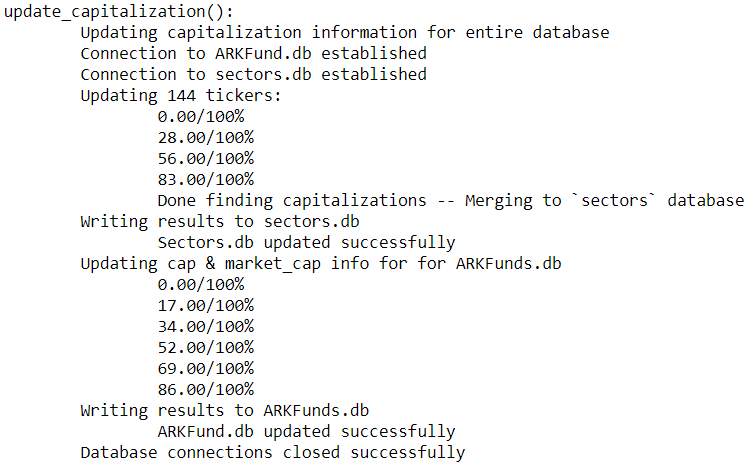 update_capitalization():
Updating capitalization information for entire database
Connection to ARKFund.db established
Connection to sectors.db established
Updating 144 tickers:
0.00/100%
28.00/100%
56.00/100%
83.00/100%
Done finding capitalizations -- Merging to `sectors` database
Writing results to sectors.db
Sectors.db updated successfully
Updating cap & market_cap info for for ARKFunds.db
0.00/100%
17.00/100%
34.00/100%
52.00/100%
69.00/100%
86.00/100%
Writing results to ARKFunds.db
ARKFund.db updated successfully
Database connections closed successfully